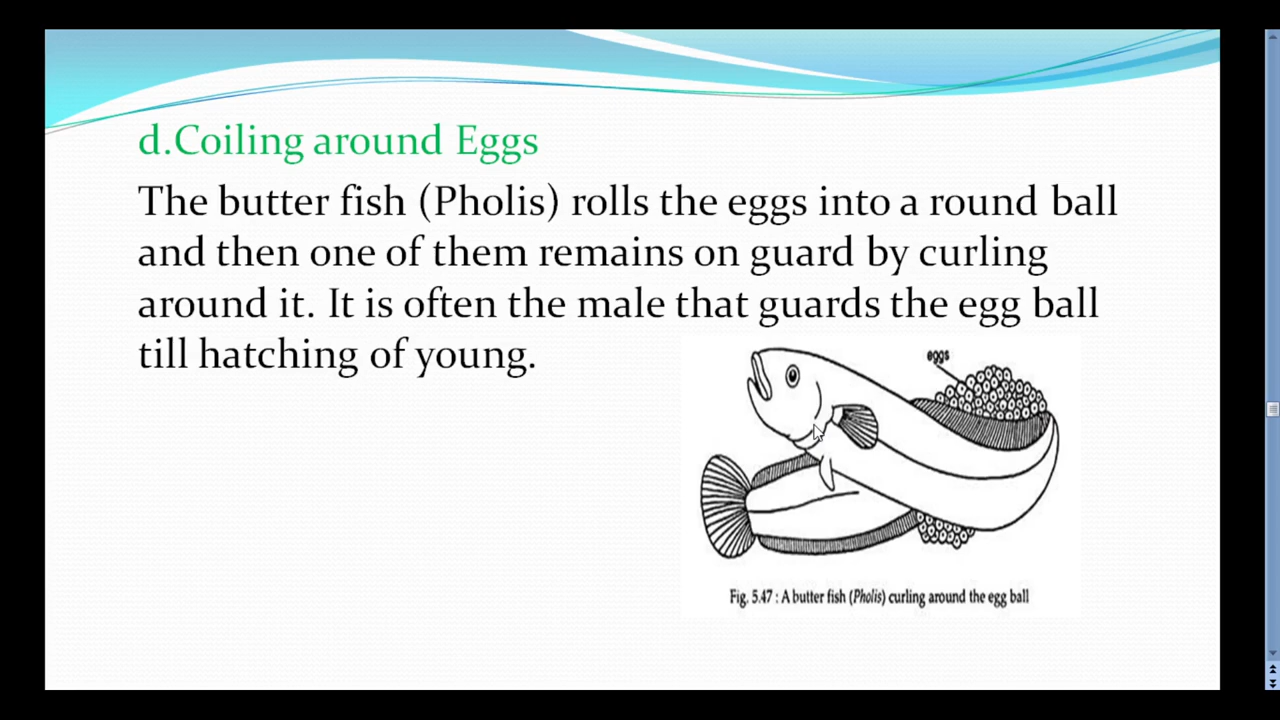 d.Coiling around Eggs
The butter fish (Pholis) rolls the eggs into a round ball
and then one of them remains on guard by curling
around it. It is often the male that guards the egg ball
till hatching of young.
eggs
Fig. 5.47 : A butter fish (Pholis) curling around the egg ball